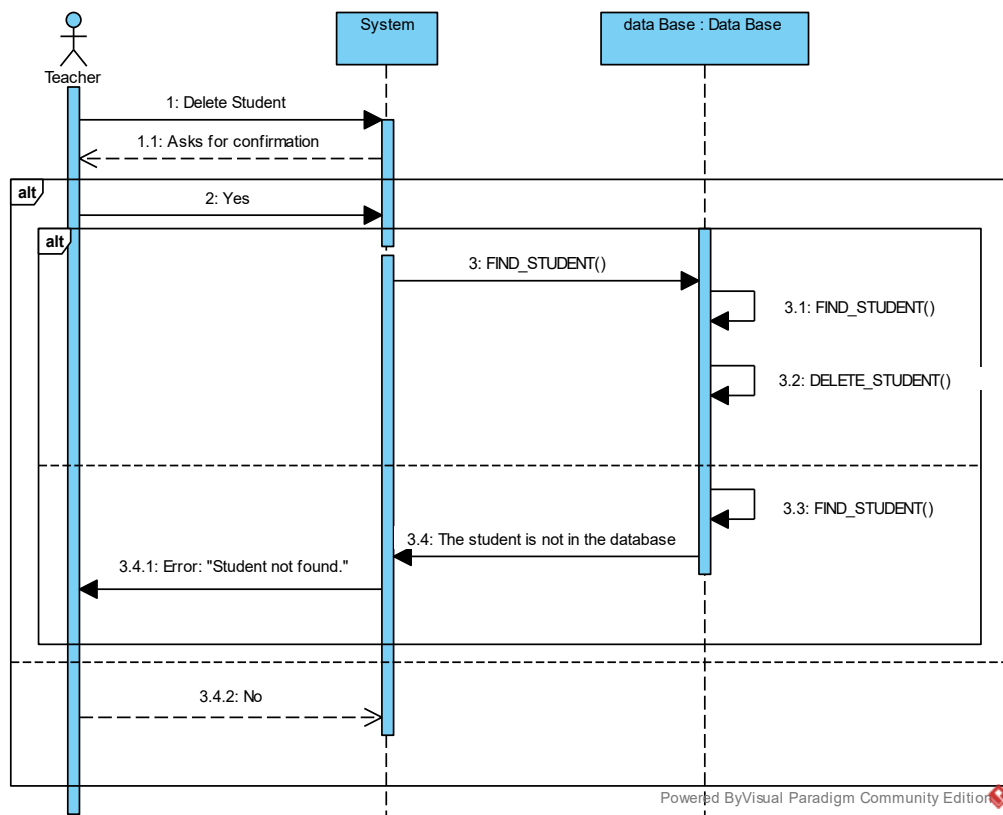 System
data Base : Data Base
Teacher
1: Delete Student
1.1: Asks for confirmation
alt
2: Yes
alt
3: FIND_STUDENT()
3.1: FIND_STUDENT()
3.2: DELETE_STUDENT()
3.3: FIND_STUDENT()
3.4: The student is not in the database
3.4.1: Error: "Student not found."
3.4.2: No
Powered ByVisual Paradigm Community Edition